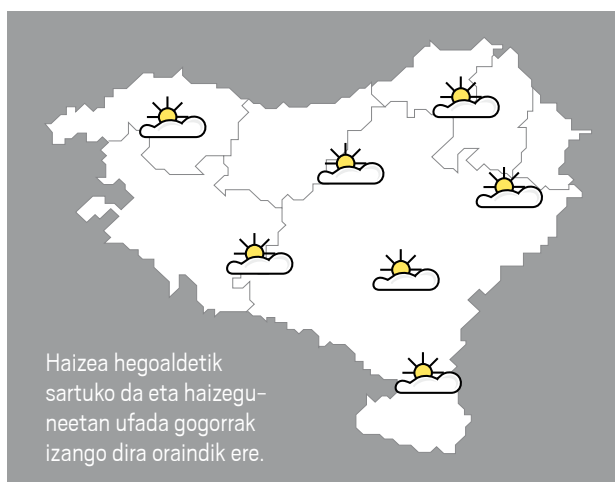 Haizea hegoaldetik
sartuko da eta haizegu-
neetan ufada gogorrak
izango dira oraindik ere.